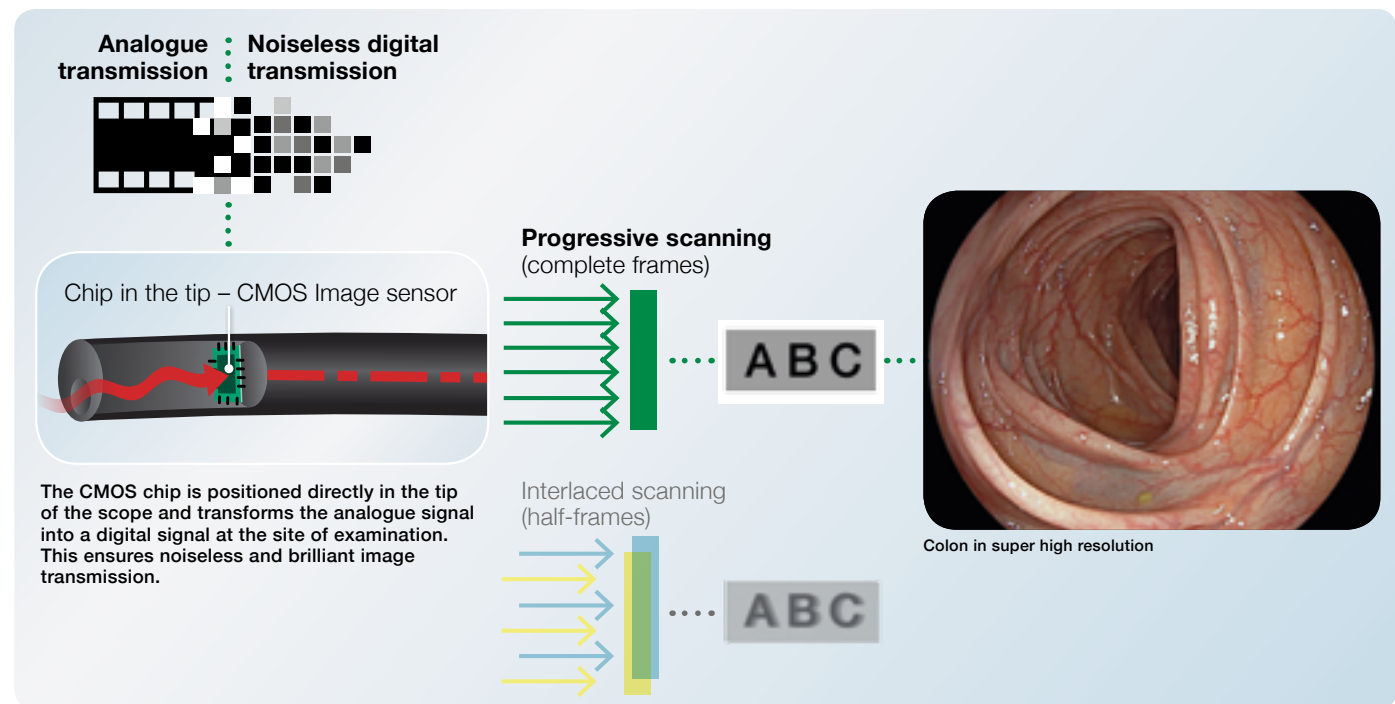 Analogue
transmission
Noiseless digital
transmission
Chip in the tip – CMOS Image sensor
The CMOS chip is positioned directly in the tip
of the scope and transforms the analogue signal
into a digital signal at the site of examination.
This ensures noiseless and brilliant image
transmission.
Progressive scanning
(complete frames)
ABC
Interlaced scanning
(half-frames)
ABC
Colon in super high resolution